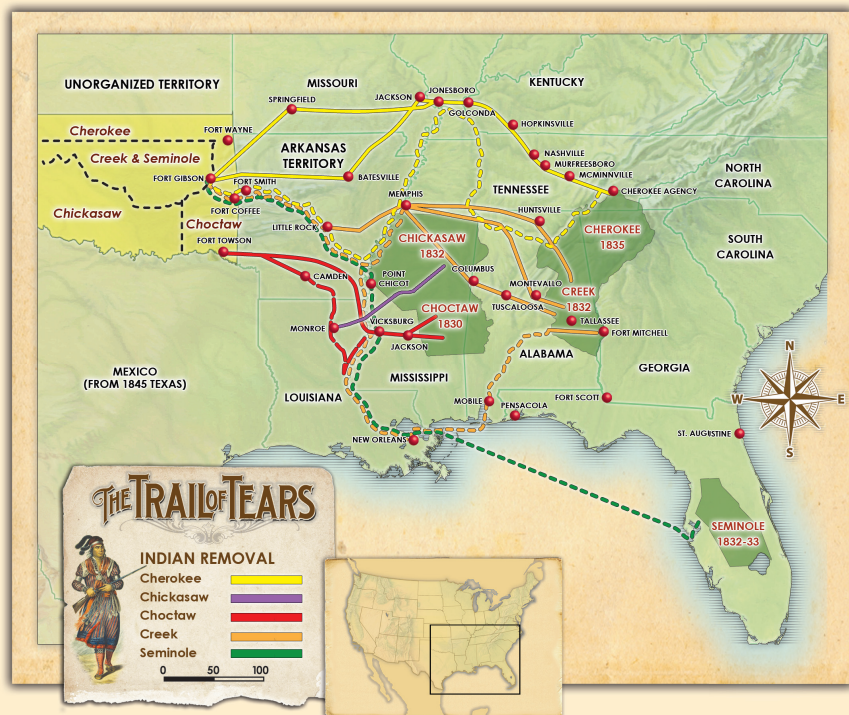 UNORGANIZED TERRITORY
MISSOURI
KENTUCKY
JACKSON
JONESBORO
SPRINGFIELD
GOLCONDA
HOPKINSVILLE
Cherokee
FORT WAYNE
ARKANSAS
TERRITORY
NASHVILLE
MURFREESBORO
Creek & Seminole
MCMINNVILLE
NORTH
CAROLINA
FORT GIBSON
FORT SMITH
BATESVILLE
TENNESSEE
CHEROKEE AGENCY
MEMPHIS
Chickasaw
FORT COFFEE
Choctaw
LITTLE ROCK
HUNTSVILLE
CHEROKEE
1835
FORT TOWSON
CHICKASAW
1832
SOUTH
CAROLINA
CAMDEN
POINT
CHICOT
COLUMBUS
MONTEVALLO
CREEK
1832
TUSCALOOSA
CHOCTAW
1830
MONROE
VICKSBURG
JACKSON
TALLASSEE
FORT MITCHELL
ALABAMA
MEXICO
(FROM 1845 TEXAS)
MISSISSIPPI
GEORGIA
LOUISIANA
MOBILE
PENSACOLA
FORT SCOTT
N
W
E
S
NEW ORLEANS
ST. AUGUSTINE
SEMINOLE
1832-33
THE TRAIL OF TEARS
INDIAN REMOVAL
Cherokee
Chickasaw
Choctaw
Creek
Seminole
0 50 100